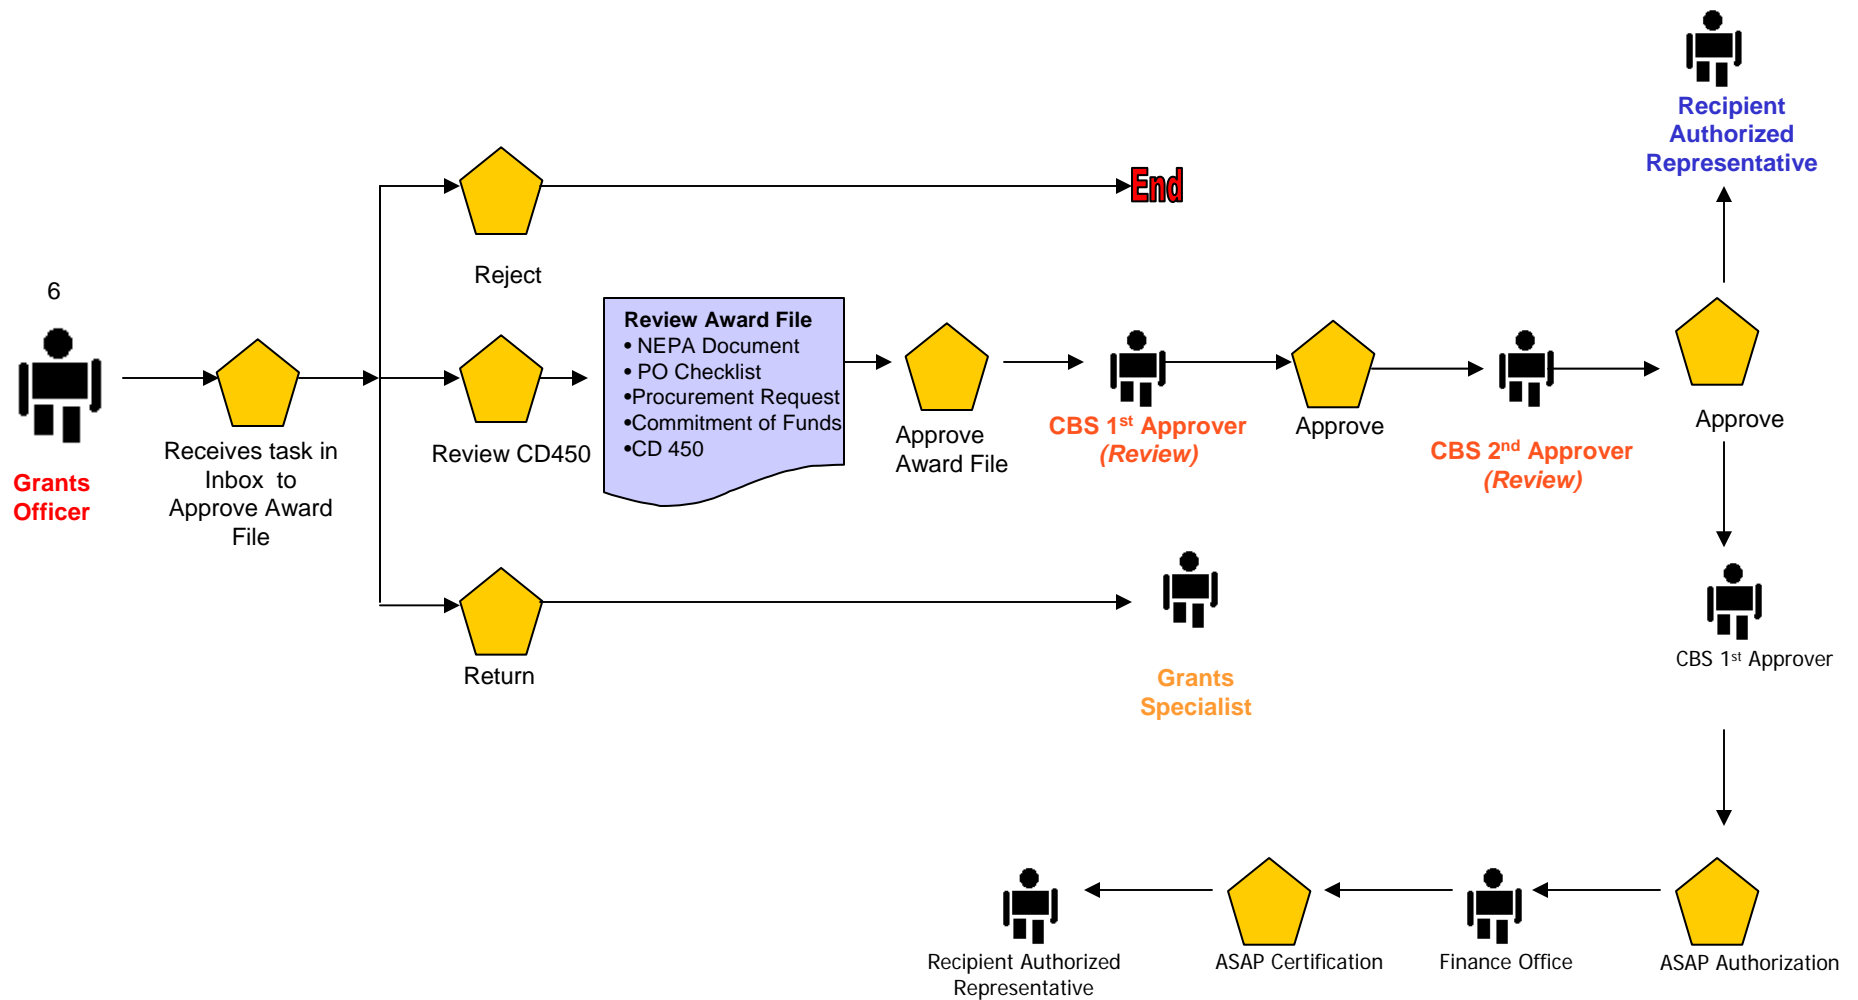 Recipient
Authorized
Representative
End
Reject
6
Grants
Officer
Receives task in
Inbox to
Approve Award
File
Review CD450
Review Award File
• NEPA Document
• PO Checklist
•Procurement Request
•Commitment of Funds
•CD 450
Approve
Award File
CBS 1st Approver
(Review)
Approve
CBS 2nd Approver
(Review)
Approve
Return
Grants
Specialist
CBS 1st Approver
Recipient Authorized
Representative
ASAP Certification
Finance Office
ASAP Authorization